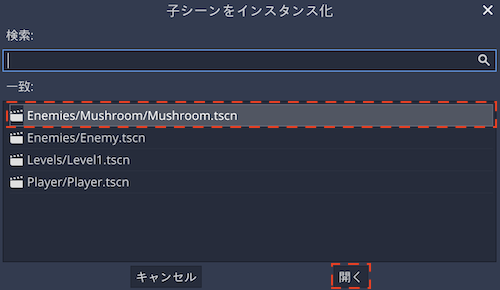 子シーンをインスタンス化
検索:
一致:
Enemies/Mushroom/Mushroom.tscn
Enemies/Enemy.tscn
Levels/Level1.tscn
Player/Player.tscn
キャンセル 開く